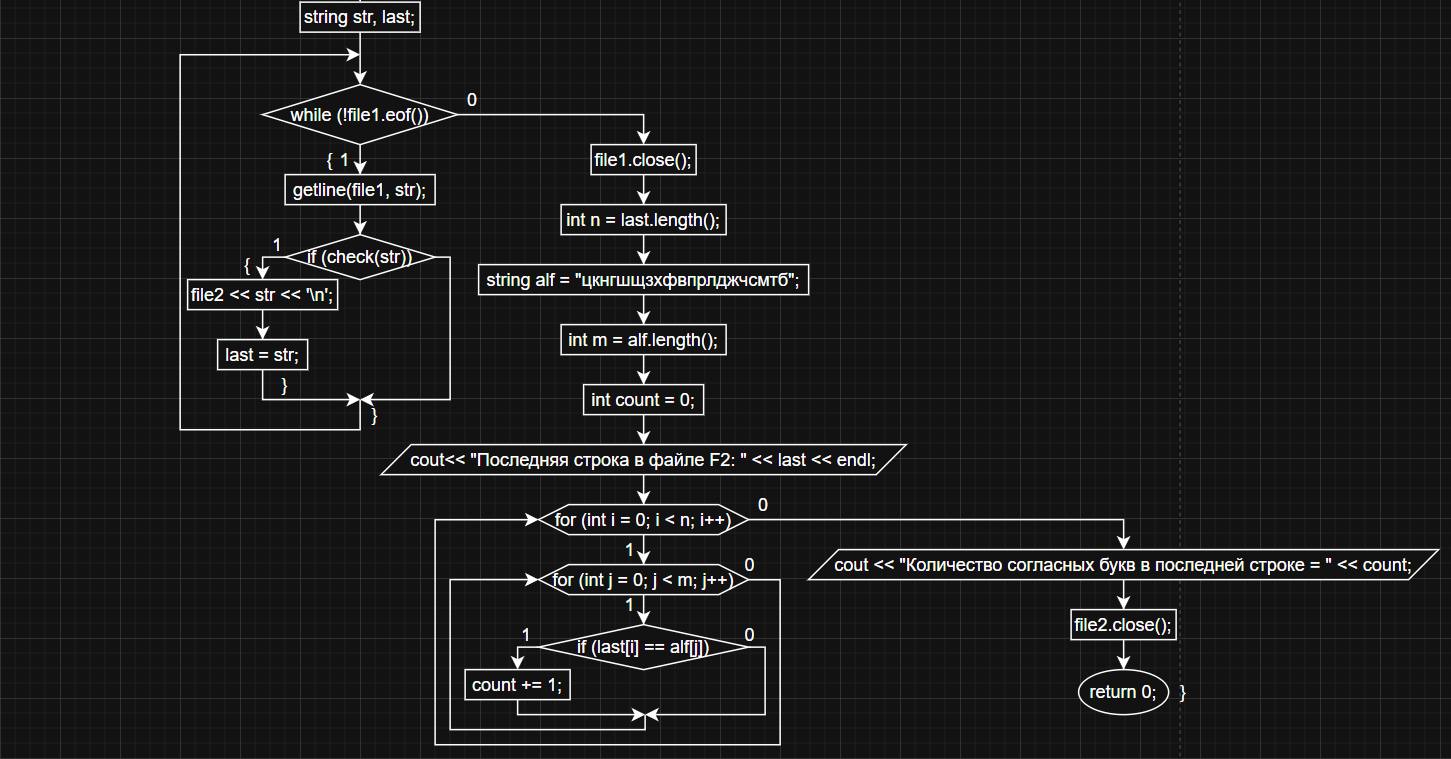 string str, last;
while (!file1.eof())
0
{ 1
getline(file1, str);
if (check(str))
1
{
file2 << str << '\n';
last = str;
}
}
file1.close();
int n = last.length();
string alf = "цкнгшщзхфвпрлджчсмтб";
int m = alf.length();
int count = 0;
cout<< "Последняя строка в файле F2: " << last << endl;
for (int i = 0; i < n; i++)
0
1
for (int j = 0; j < m; j++)
0
1
if (last[i] == alf[j])
1
0
count += 1;
cout << "Количество согласных букв в последней строке = " << count;
file2.close();
return 0;
}